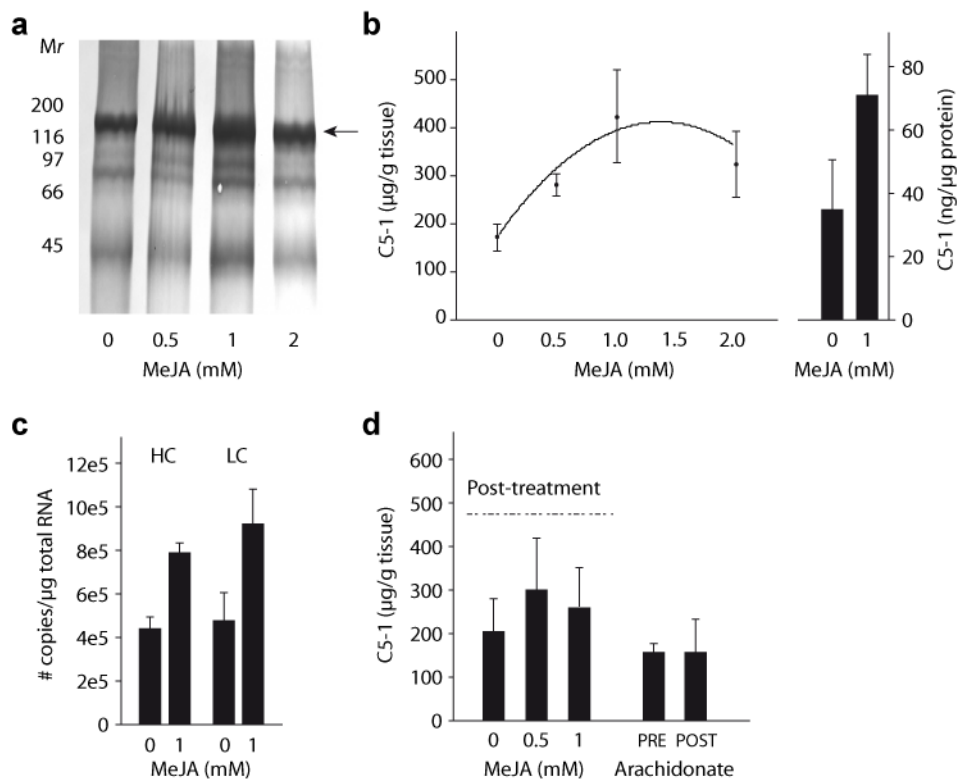 a
Mr
200
116
97
66
45
0 0.5 1 2
MeJA (mM)
b
C5-1 (µg/g tissue)
500
400
300
200
100
0
0 0.5 1.0 1.5 2.0
MeJA (mM)
80
60
40
20
0
C5-1 (ng/µg protein)
0 1
MeJA (mM)
c
# copies/µg total RNA
12e5
10e5
8e5
6e5
4e5
2e5
0
HC LC
0 1 0 1
MeJA (mM)
d
C5-1 (µg/g tissue)
600
500
400
300
200
100
0
Post-treatment
0 0.5 1 PRE POST
MeJA (mM) Arachidonate